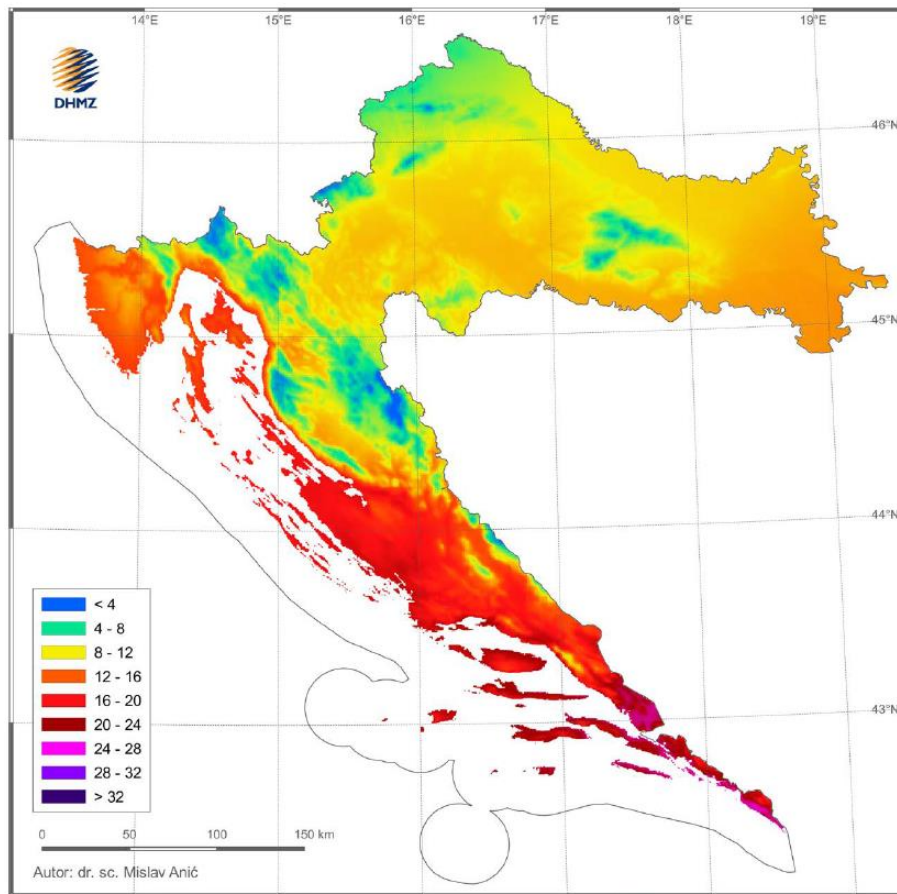 14°E 15°E 16°E 17°E 18°E 19°E
DHMZ
46°N
45°N
44°N
43°N
< 4
4 - 8
8 - 12
12 - 16
16 - 20
20 - 24
24 - 28
28 - 32
> 32
0 50 100 150 km
Autor: dr. sc. Mislav Anić